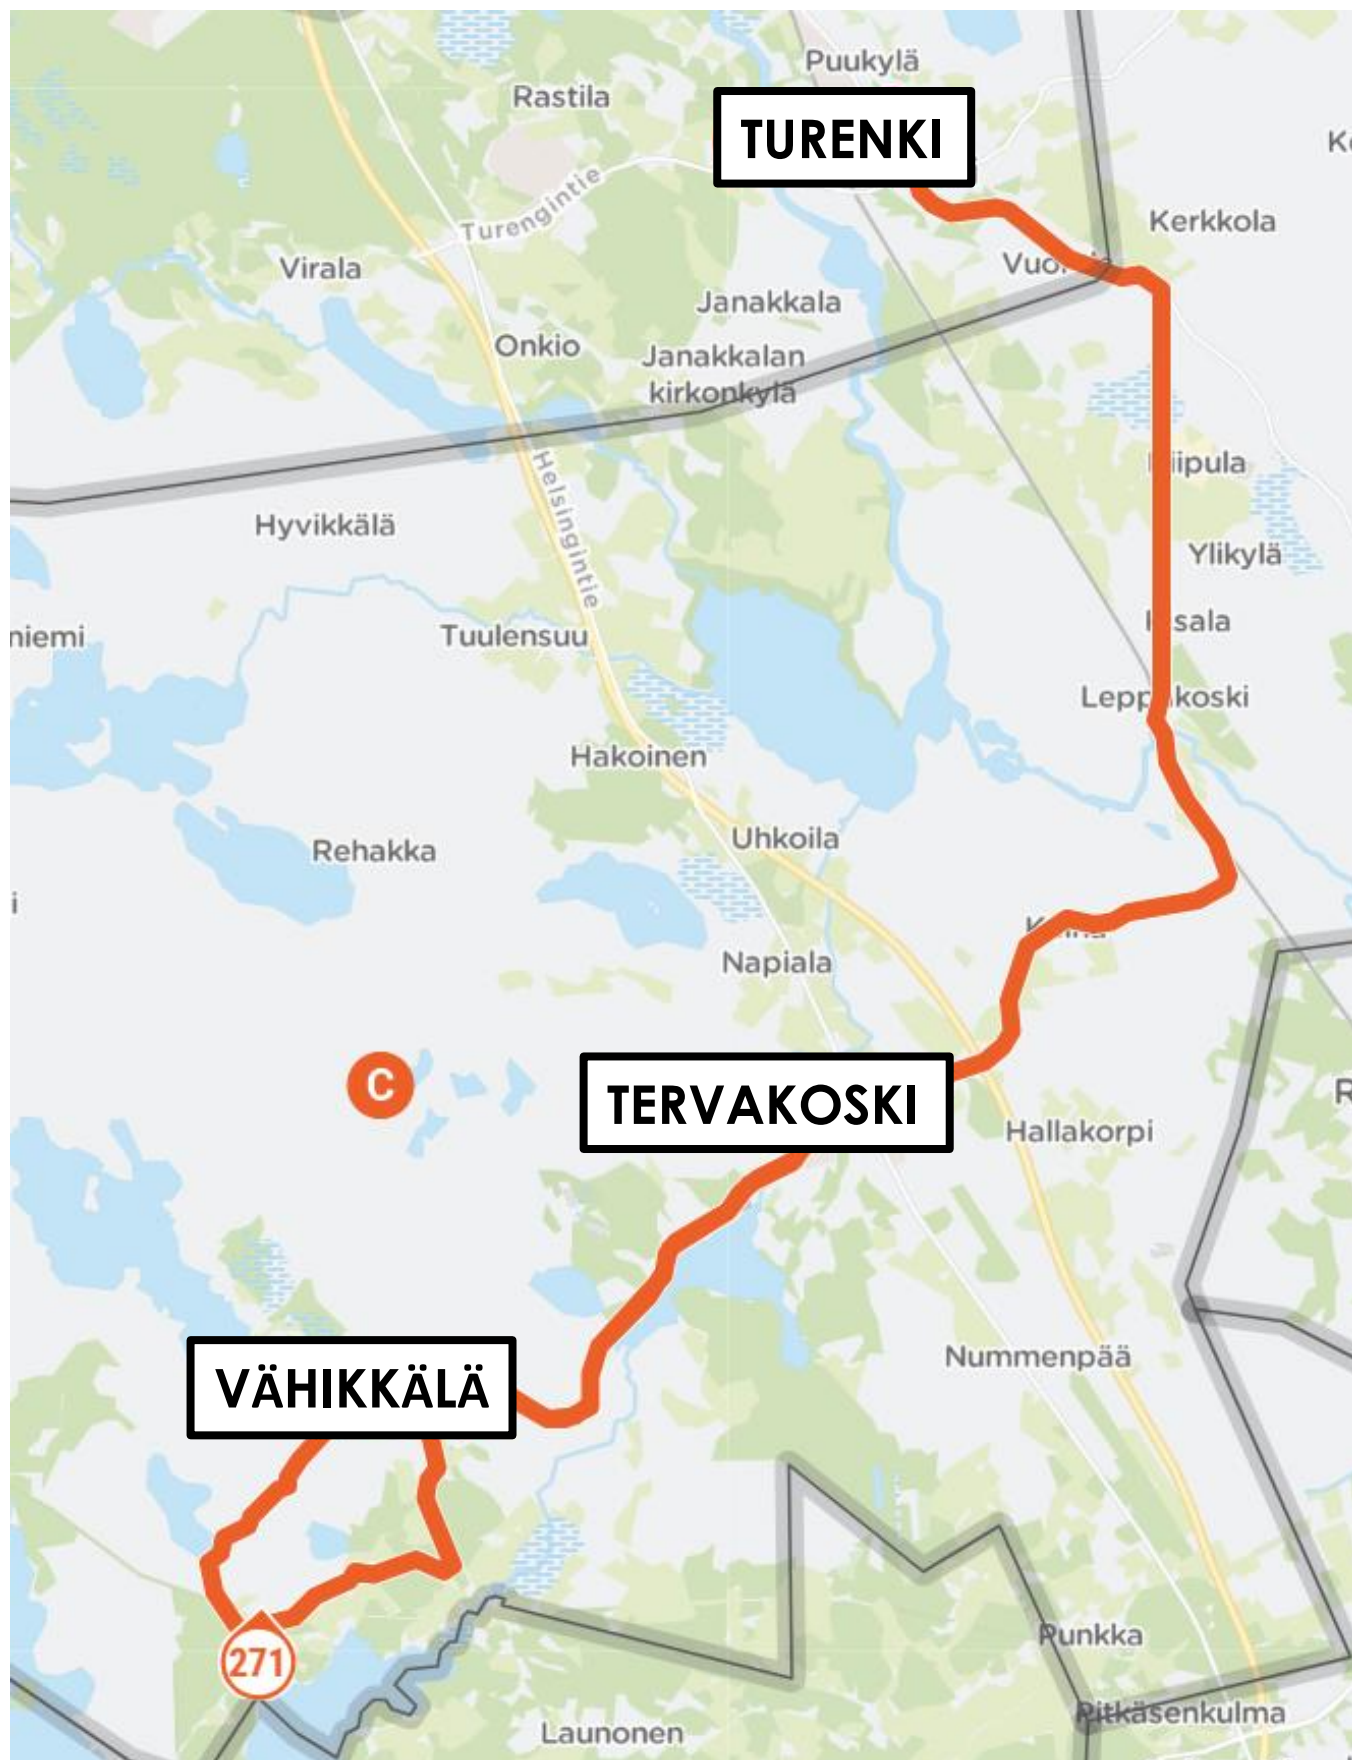 Puukylä
Rastila
TURENKI
Turengintie
Kerkkola
Virala
Janakkala
Onkio
Janakkalan
kirkonkylä
Helsingintie
Hyvikkälä
Ylikylä
niemi
Tuulensuu
Hakoinen
Uhkoila
Rehakka
i
Napiala
C
TERVAKOSKI
R
Hallakorpi
Nummenpää
VÄHIKKÄLÄ
271
Punkka
Pitkäsenkulma
Launonen